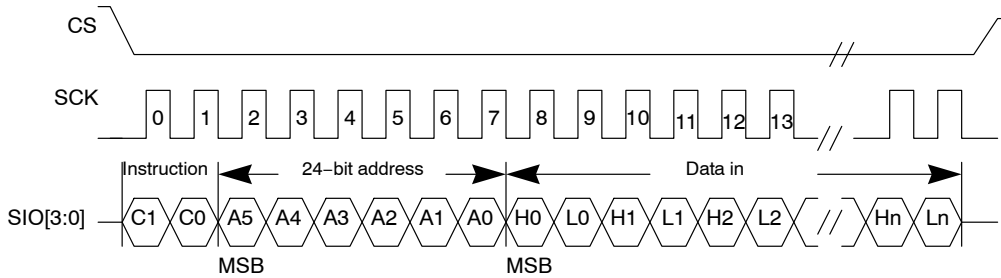 CS
SCK
0 1 2 3 4 5 6 7 8 9 10 11 12 13
Instruction 24−bit address Data in
SIO[3:0] C1 C0 A5 A4 A3 A2 A1 A0 H0 L0 H1 L1 H2 L2 Hn Ln
MSB MSB